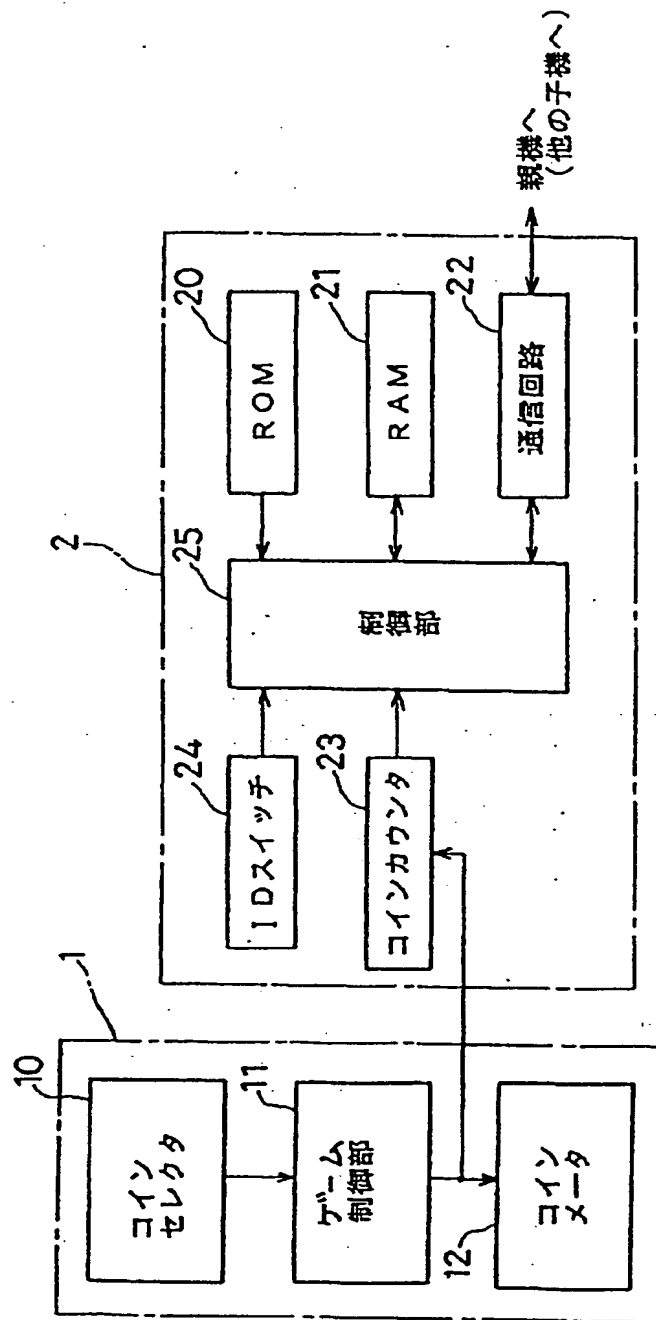 1
10
コイン
セレクタ
11
ゲーム
制御部
12
コイン
メータ
2
24
IDスイッチ
23
コインカウンタ
25
制御部
20
ROM
21
RAM
22
通信回路
親機へ
(他の子機へ)